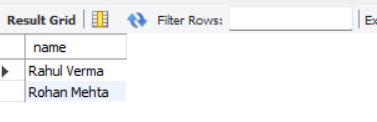 Result Grid Filter Rows: Ex
name
Rahul Verma
Rohan Mehta